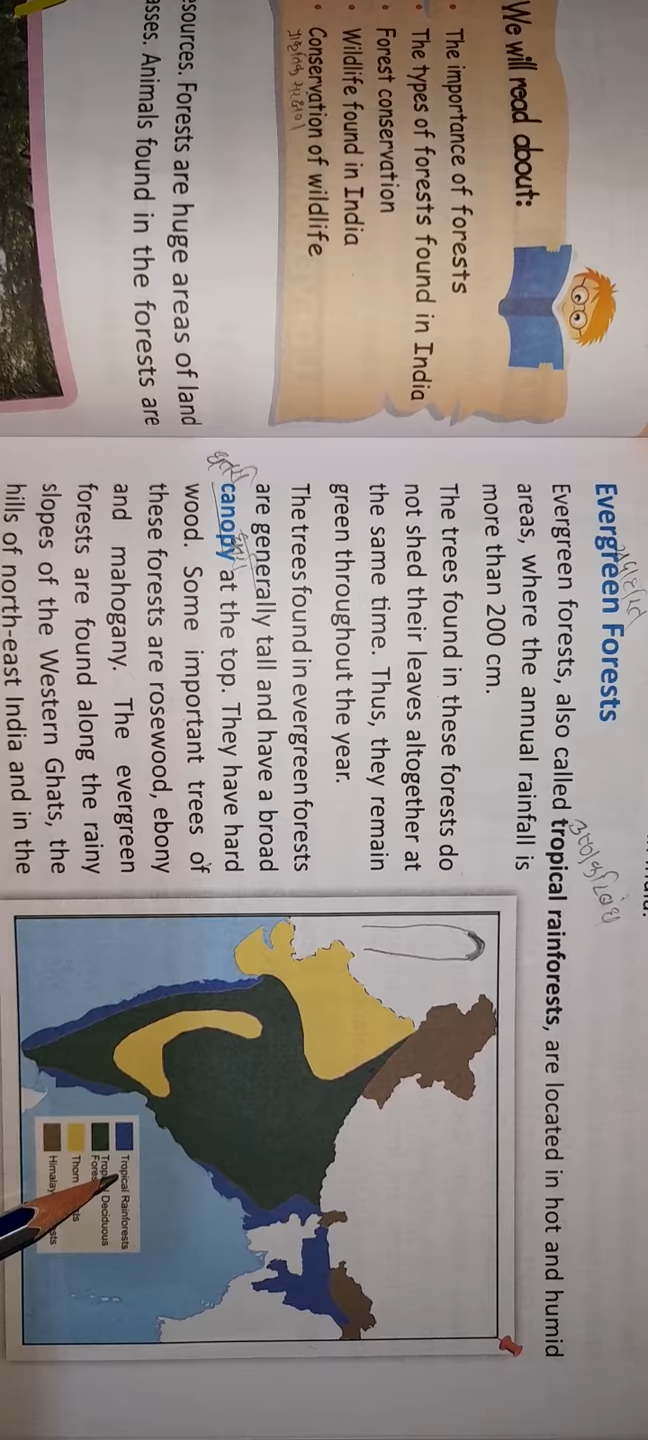 We will read about:
• The importance of forests
• The types of forests found in India
• Forest conservation
• Wildlife found in India
• Conservation of wildlife
esources. Forests are huge areas of land
asses. Animals found in the forests are
Evergreen Forests
Evergreen forests, also called tropical rainforests, are located in hot and humid
areas, where the annual rainfall is
more than 200 cm.
The trees found in these forests do
not shed their leaves altogether at
the same time. Thus, they remain
green throughout the year.
The trees found in evergreen forests
are generally tall and have a broad
canopy at the top. They have hard
wood. Some important trees of
these forests are rosewood, ebony
and mahogany. The evergreen
forests are found along the rainy
slopes of the Western Ghats, the
hills of north-east India and in the
Tropical Rainforests
Deciduous
Thorn